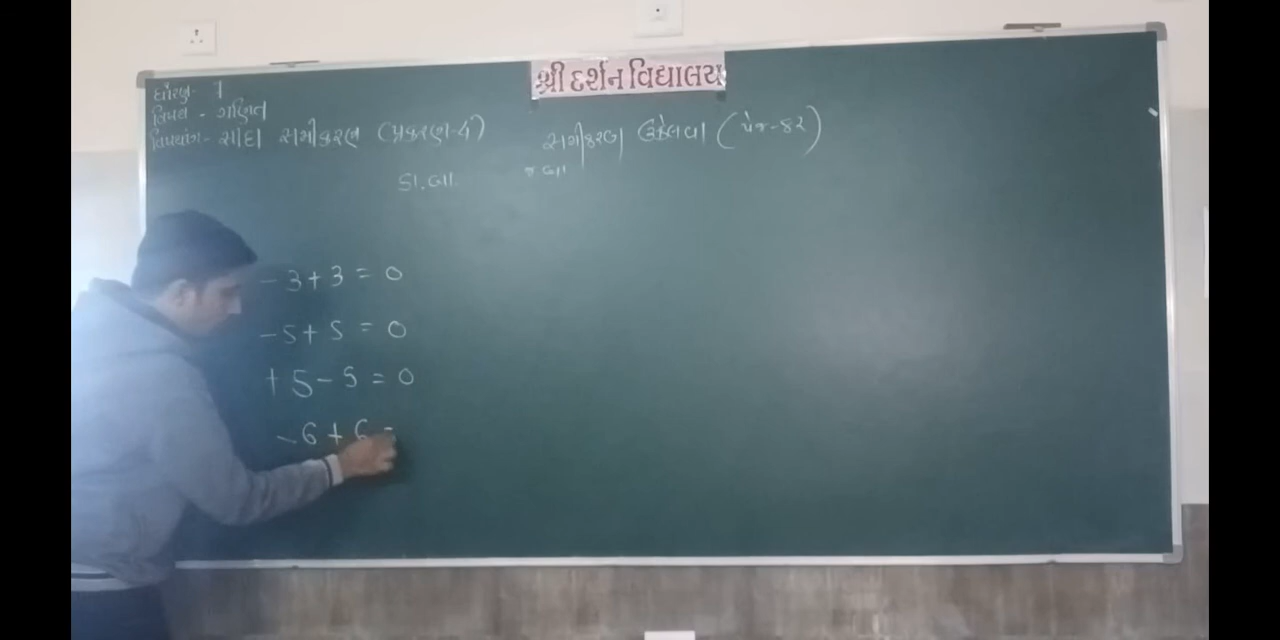 શ્રી દર્શન વિદ્યાલય
ધોરણ - 7
વિષય - ગણિત
વિષયાંગ - સાદા સમીકરણ (પ્રકરણ-4)
સમીકરણ ઉકેલવા (પેજ-82)
ડા.બા.
જ.બા
- 3 + 3 = 0
- 5 + 5 = 0
+ 5 - 5 = 0
- 6 + 6 =